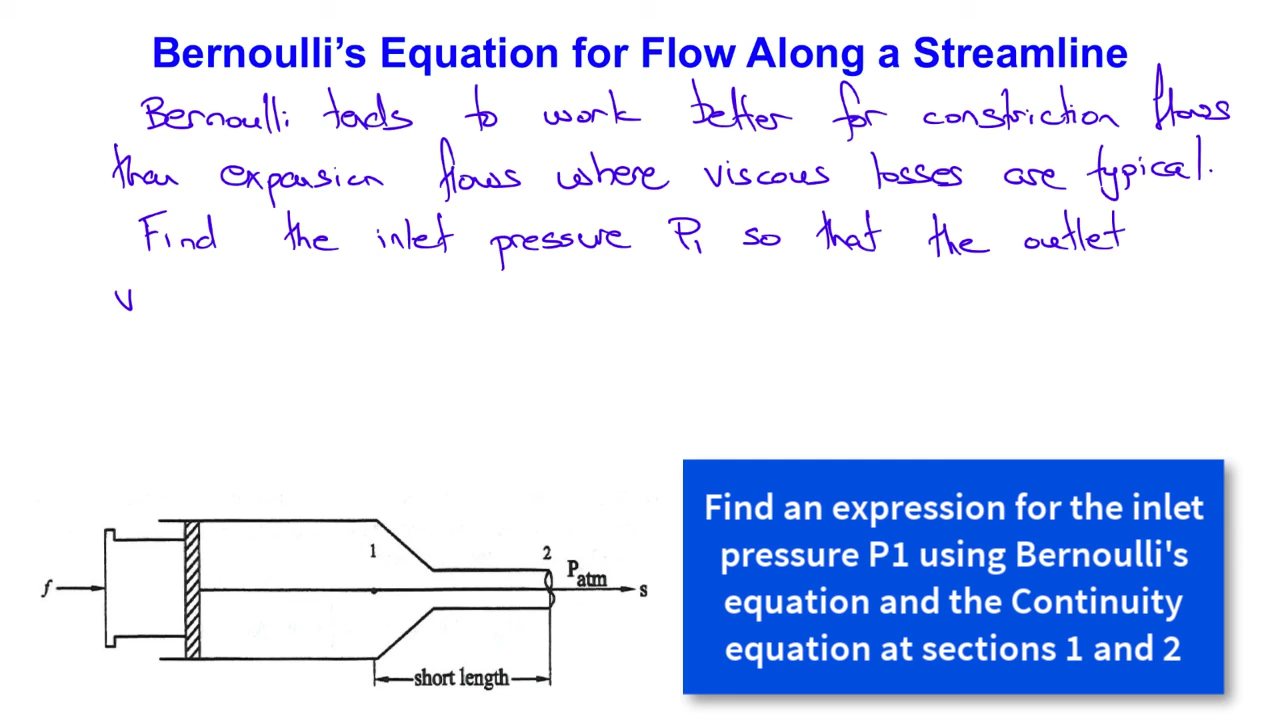 Bernoulli's Equation for Flow Along a Streamline
Bernoulli tends to work better for constriction flows
than expansion flows where viscous losses are typical.
Find the inlet pressure P1 so that the outlet
v
1
2
Patm
f
s
short length
Find an expression for the inlet
pressure P1 using Bernoulli's
equation and the Continuity
equation at sections 1 and 2